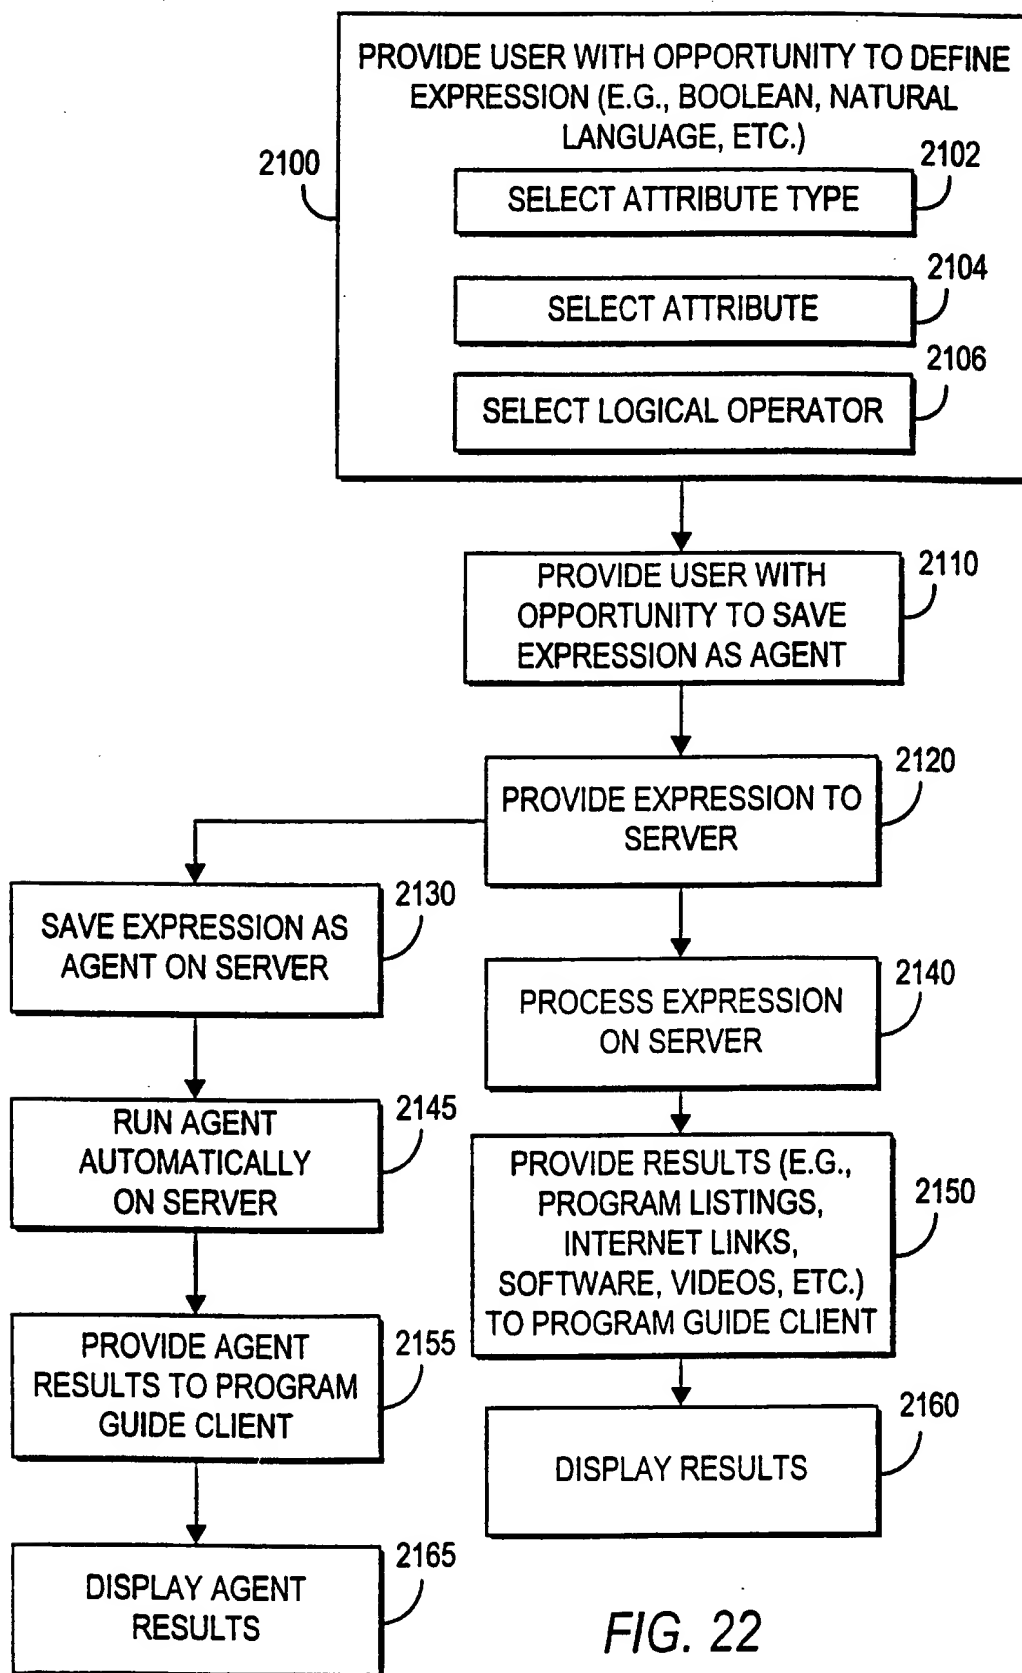 PROVIDE USER WITH OPPORTUNITY TO DEFINE
EXPRESSION (E.G., BOOLEAN, NATURAL
LANGUAGE, ETC.)
2100
2102
SELECT ATTRIBUTE TYPE
2104
SELECT ATTRIBUTE
2106
SELECT LOGICAL OPERATOR
2110
PROVIDE USER WITH
OPPORTUNITY TO SAVE
EXPRESSION AS AGENT
2120
PROVIDE EXPRESSION TO
SERVER
2130
SAVE EXPRESSION AS
AGENT ON SERVER
2140
PROCESS EXPRESSION
ON SERVER
2145
RUN AGENT
AUTOMATICALLY
ON SERVER
2150
PROVIDE RESULTS (E.G.,
PROGRAM LISTINGS,
INTERNET LINKS,
SOFTWARE, VIDEOS, ETC.)
TO PROGRAM GUIDE CLIENT
2155
PROVIDE AGENT
RESULTS TO PROGRAM
GUIDE CLIENT
2160
DISPLAY RESULTS
2165
DISPLAY AGENT
RESULTS
FIG. 22